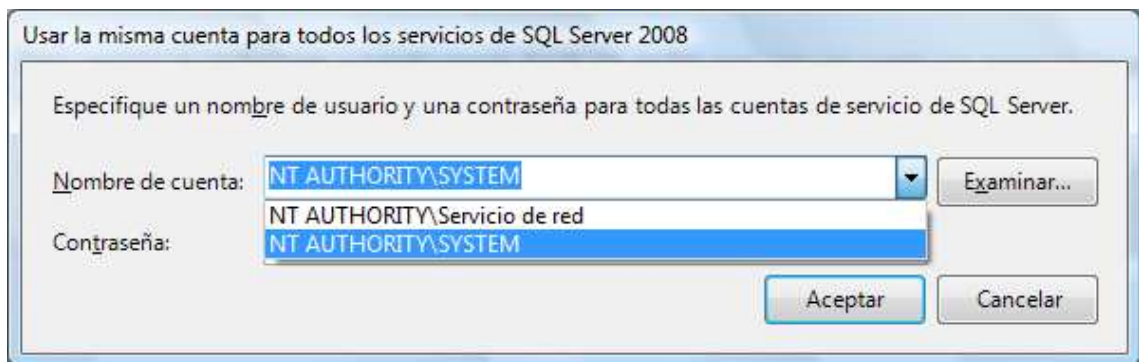 Usar la misma cuenta para todos los servicios de SQL Server 2008
Especifique un nombre de usuario y una contraseña para todas las cuentas de servicio de SQL Server.
Nombre de cuenta: NT AUTHORITY\SYSTEM Examinar...
NT AUTHORITY\Servicio de red
Contraseña: NT AUTHORITY\SYSTEM
Aceptar Cancelar